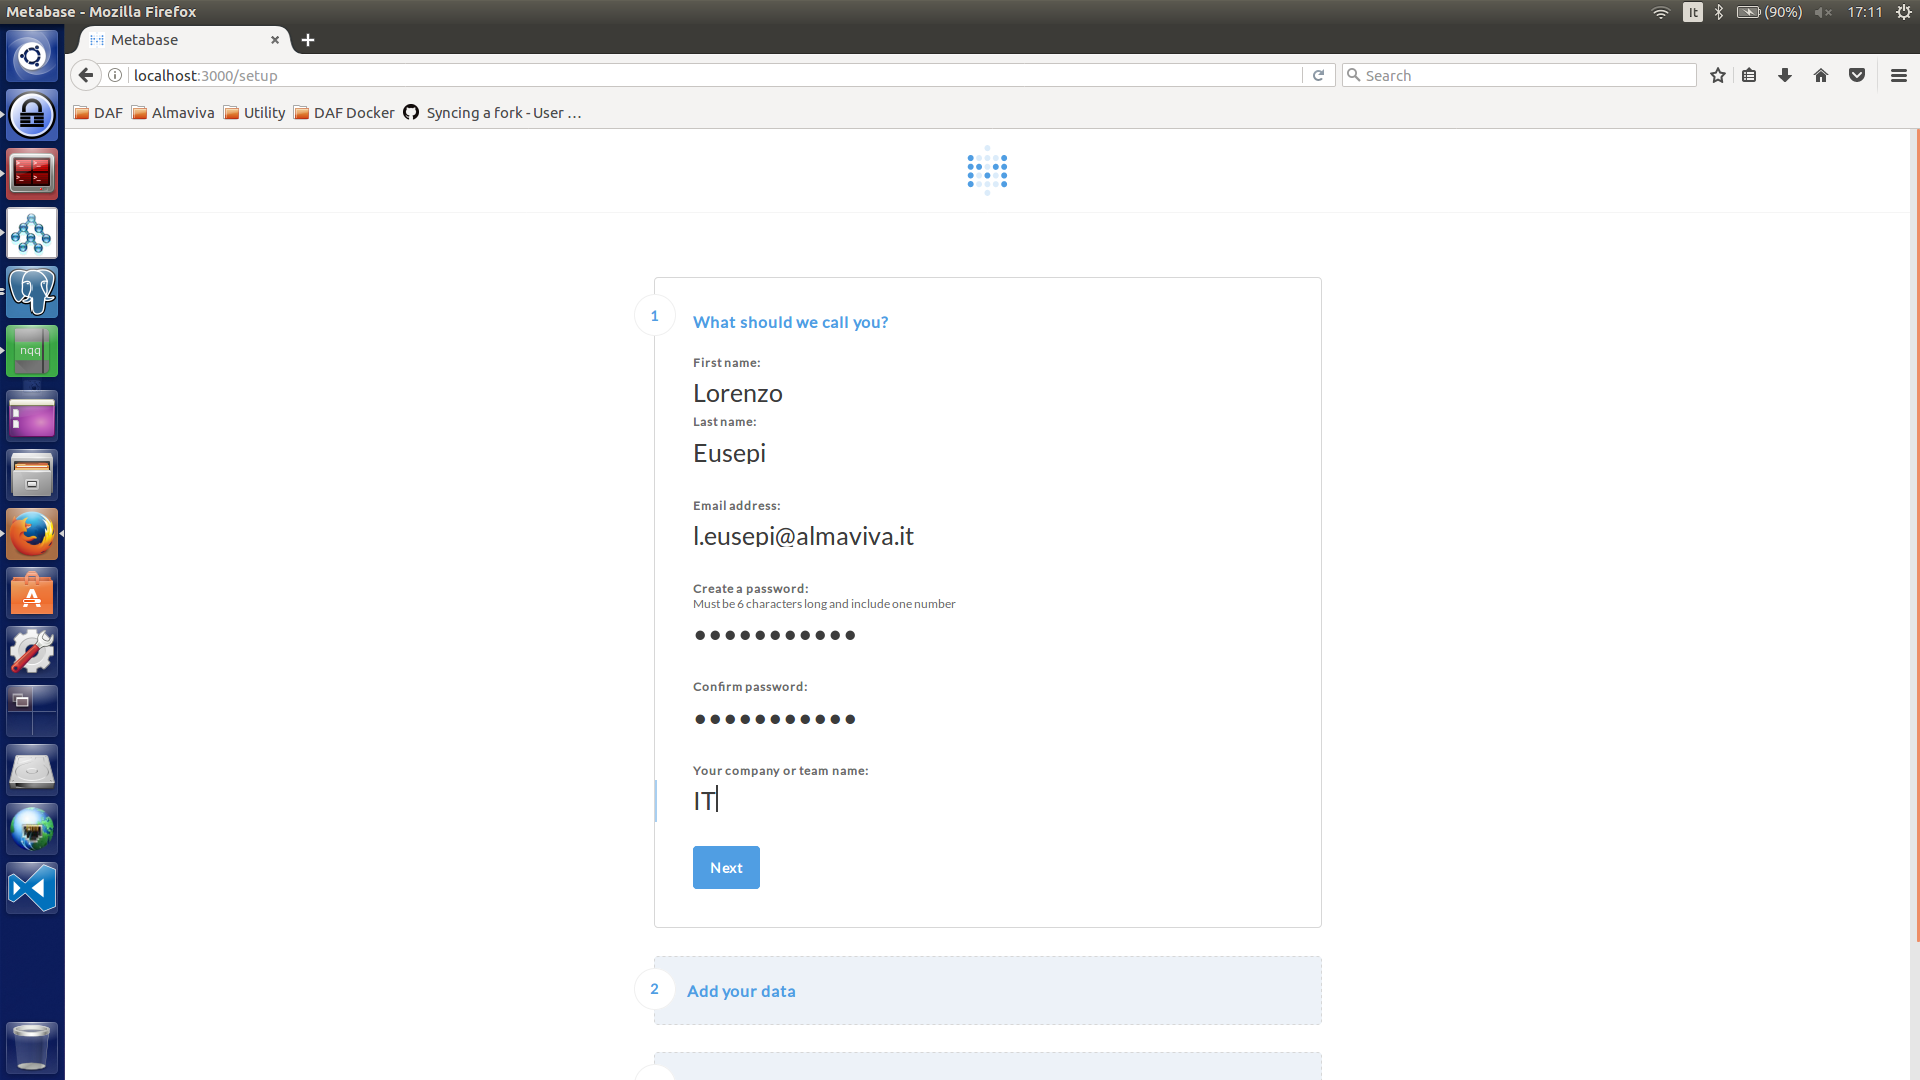 Metabase - Mozilla Firefox
It
(90%)
17:11
Metabase
localhost:3000/setup
Search
DAF
Almaviva
Utility
DAF Docker
Syncing a fork - User ...
nqq
1
What should we call you?
First name:
Lorenzo
Last name:
Eusepi
Email address:
l.eusepi@almaviva.it
Create a password:
Must be 6 characters long and include one number
●●●●●●●●●●●
Confirm password:
●●●●●●●●●●●
Your company or team name:
IT
Next
2
Add your data